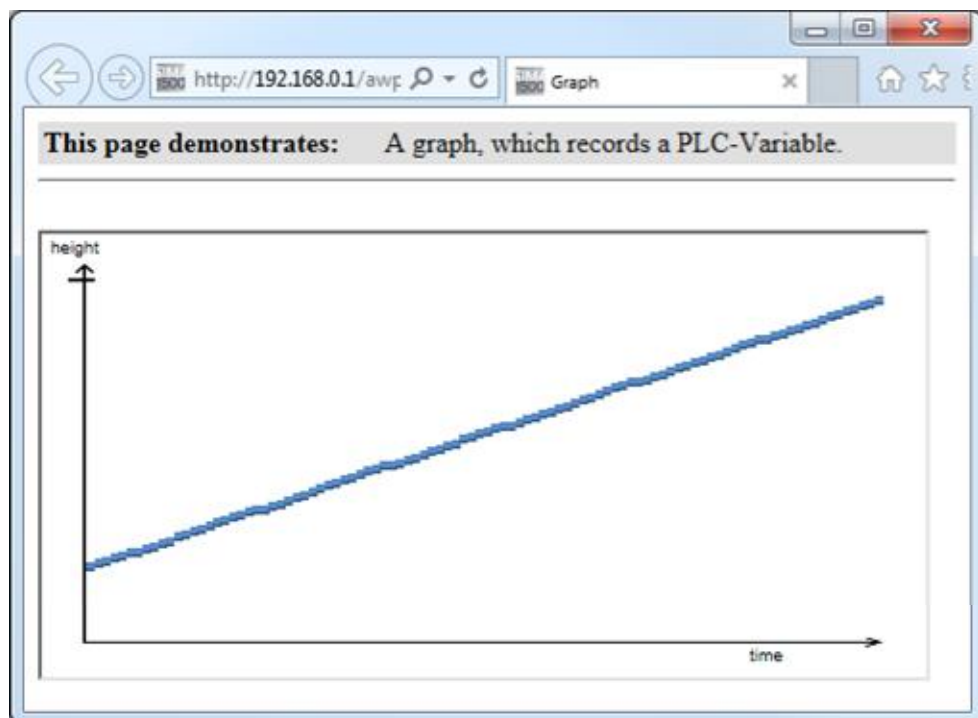 http://192.168.0.1/awp
Graph
This page demonstrates: A graph, which records a PLC-Variable.
height
time